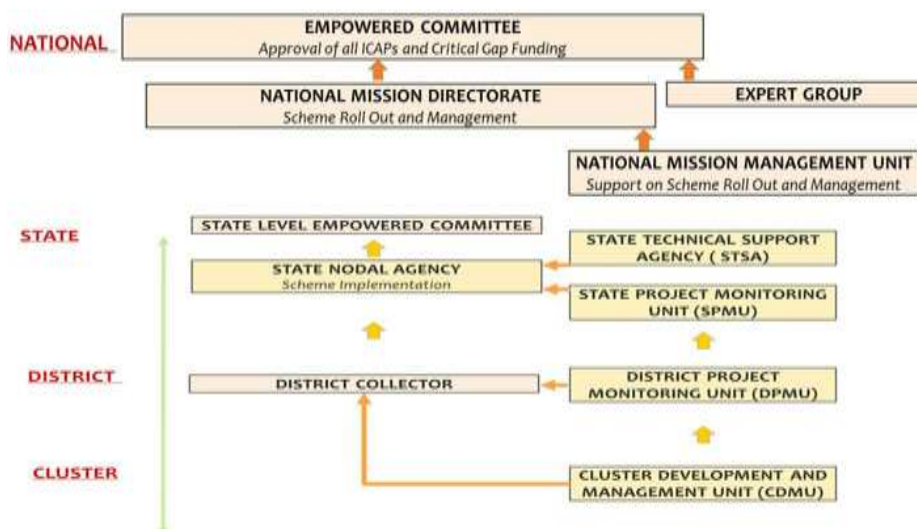 NATIONAL
EMPOWERED COMMITTEE
Approval of all ICAPs and Critical Gap Funding
NATIONAL MISSION DIRECTORATE
Scheme Roll Out and Management
EXPERT GROUP
NATIONAL MISSION MANAGEMENT UNIT
Support on Scheme Roll Out and Management
STATE
STATE LEVEL EMPOWERED COMMITTEE
STATE NODAL AGENCY
Scheme Implementation
STATE TECHNICAL SUPPORT
AGENCY ( STSA)
STATE PROJECT MONITORING
UNIT (SPMU)
DISTRICT
DISTRICT COLLECTOR
DISTRICT PROJECT
MONITORING UNIT (DPMU)
CLUSTER
CLUSTER DEVELOPMENT AND
MANAGEMENT UNIT (CDMU)